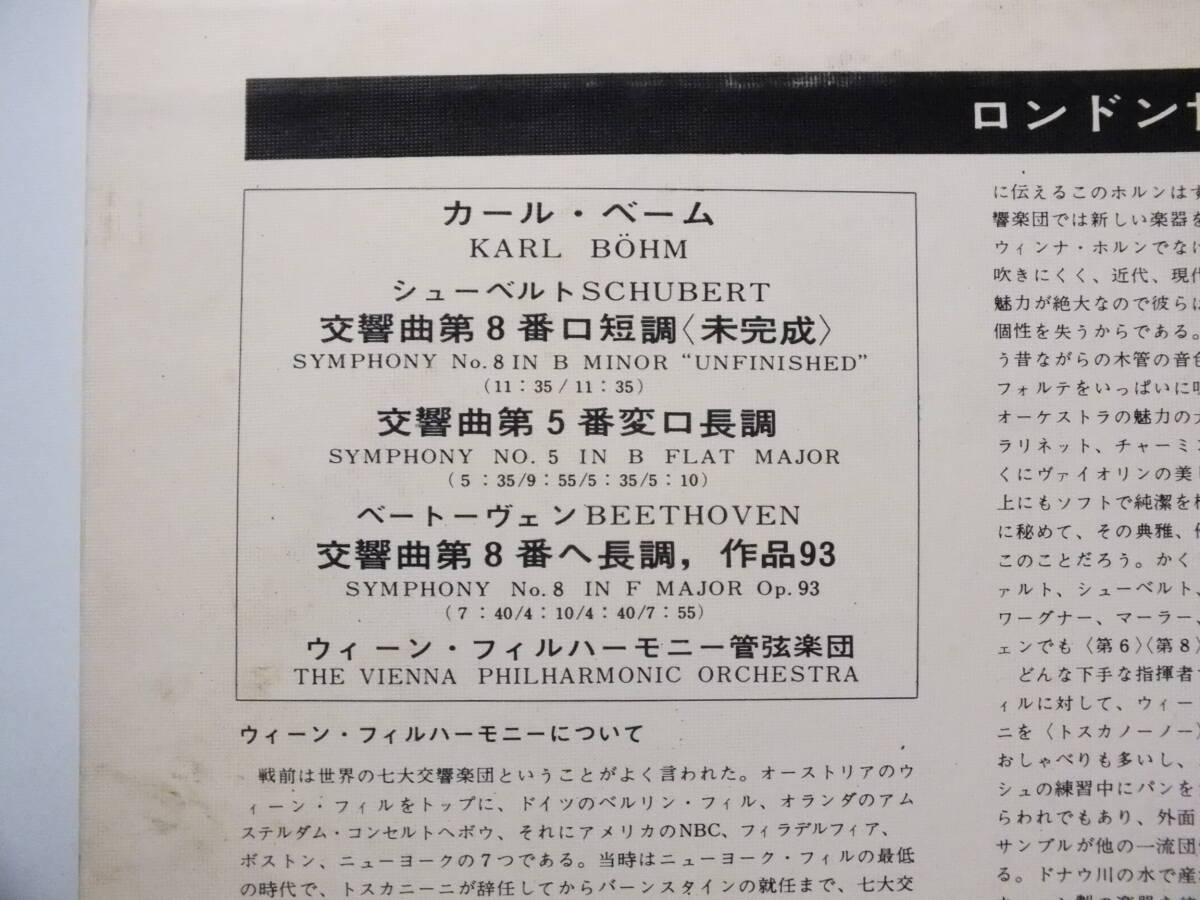 ロンドン
カール・ベーム
KARL BÖHM
シューベルトSCHUBERT
交響曲第8番ロ短調〈未完成〉
SYMPHONY No.8 IN B MINOR “UNFINISHED”
(11：35/11：35)
交響曲第5番変ロ長調
SYMPHONY NO.5 IN B FLAT MAJOR
(5：35/9：55/5：35/5：10)
ベートーヴェンBEETHOVEN
交響曲第8番ヘ長調，作品93
SYMPHONY No.8 IN F MAJOR Op.93
(7：40/4：10/4：40/7：55)
ウィーン・フィルハーモニー管弦楽団
THE VIENNA PHILHARMONIC ORCHESTRA
ウィーン・フィルハーモニーについて
戦前は世界の七大交響楽団ということがよく言われた。オーストリアのウ
ィーン・フィルをトップに、ドイツのベルリン・フィル、オランダのアム
ステルダム・コンセルトヘボウ、それにアメリカのNBC、フィラデルフィア、
ボストン、ニューヨークの7つである。当時はニューヨーク・フィルの最低
の時代で、トスカニーニが辞任してからバーンスタインの就任まで、七大交
に伝えるこのホルンはす
響楽団では新しい楽器を
ウィンナ・ホルンでなけ
吹きにくく、近代、現代
魅力が絶大なので彼らは
個性を失うからである。
う昔ながらの木管の音色
フォルテをいっぱいに
オーケストラの魅力の
ラリネット、チャーミン
くにヴァイオリンの美
上にもソフトで純潔を
に秘めて、その典雅、
このことだろう。かく
ァルト、シューベルト、
ワーグナー、マーラー、
ェンでも〈第6〉〈第8〉
どんな下手な指揮者
ィルに対して、ウィー
ニを〈トスカノーノー〉
おしゃべりも多いし、
シュの練習中にパンを
らわれでもあり、外面
サンブルが他の一流団
る。ドナウ川の水で産